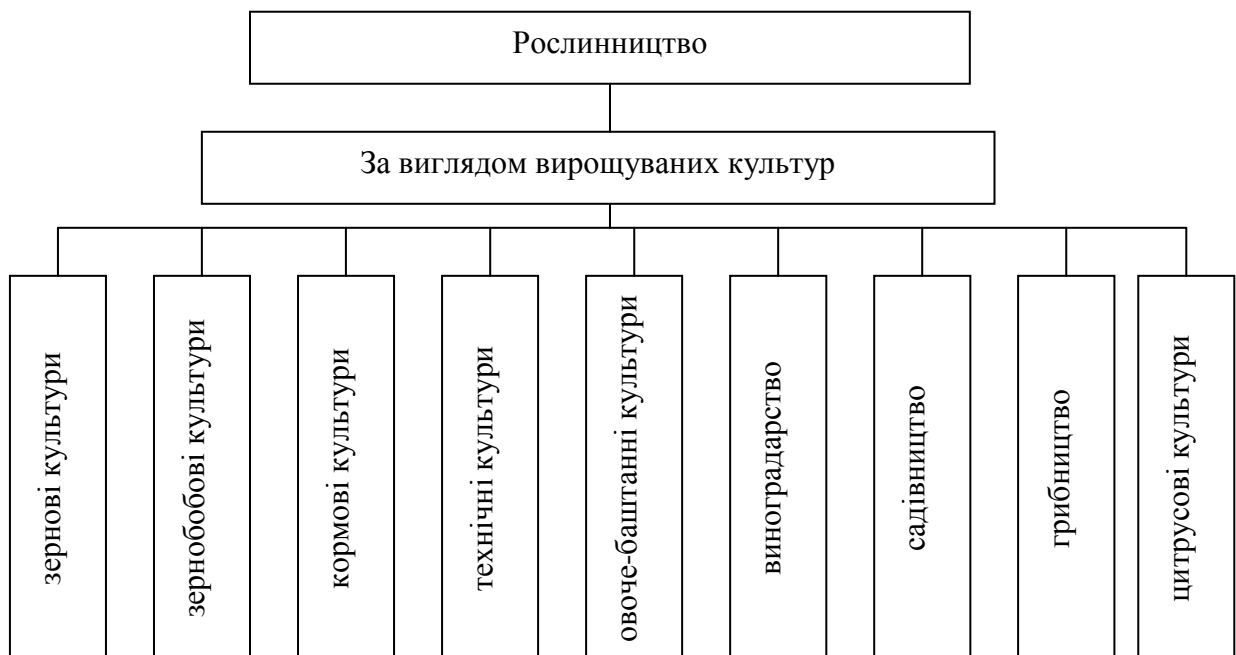 Рослинництво
За виглядом вирощуваних культур
зернові культури
зернобобові культури
кормові культури
технічні культури
овоче-баштанні культури
виноградарство
садівництво
грибництво
цитрусові культури